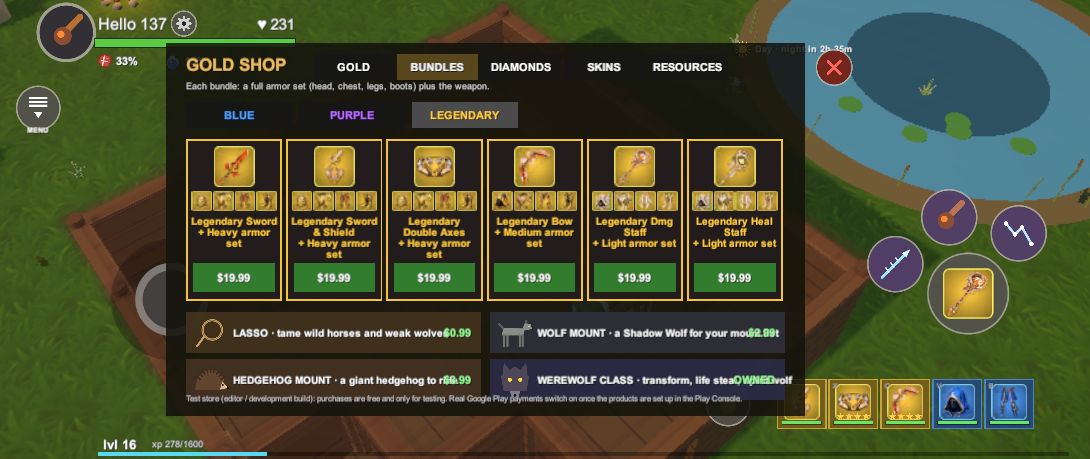 Hello 137
♥ 231
33%
MENU
Day · night in 2h 35m
GOLD SHOP
GOLD
BUNDLES
DIAMONDS
SKINS
RESOURCES
Each bundle: a full armor set (head, chest, legs, boots) plus the weapon.
BLUE
PURPLE
LEGENDARY
Legendary Sword
+ Heavy armor
set
$19.99
Legendary Sword
& Shield
+ Heavy armor
set
$19.99
Legendary
Double Axes
+ Heavy armor
set
$19.99
Legendary Bow
+ Medium armor
set
$19.99
Legendary Dmg
Staff
+ Light armor set
$19.99
Legendary Heal
Staff
+ Light armor set
$19.99
LASSO · tame wild horses and weak wolves
$0.99
WOLF MOUNT · a Shadow Wolf for your mount
HEDGEHOG MOUNT · a giant hedgehog to
WEREWOLF CLASS · transform, life steal,
OWNED
Test store (editor / development build): purchases are free and only for testing. Real Google Play payments switch on once the products are set up in the Play Console.
lvl 16
xp 278/1600